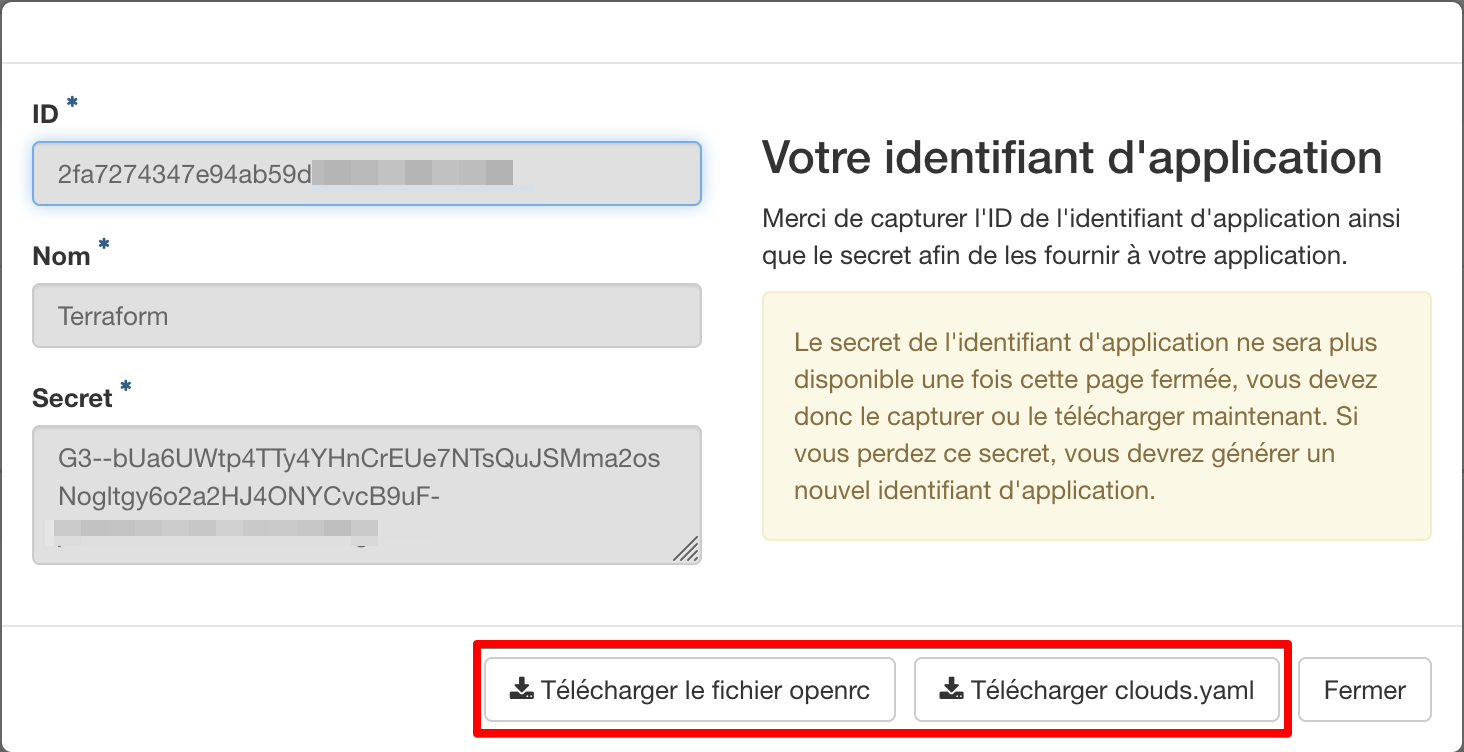 ID *
2fa7274347e94ab59d
Nom *
Terraform
Secret *
G3--bUa6UWtp4TTy4YHnCrEUe7NTsQuJSMma2os
Nogltgy6o2a2HJ4ONYCvcB9uF-
Votre identifiant d'application
Merci de capturer l'ID de l'identifiant d'application ainsi
que le secret afin de les fournir à votre application.
Le secret de l'identifiant d'application ne sera plus
disponible une fois cette page fermée, vous devez
donc le capturer ou le télécharger maintenant. Si
vous perdez ce secret, vous devrez générer un
nouvel identifiant d'application.
Télécharger le fichier openrc
Télécharger clouds.yaml
Fermer